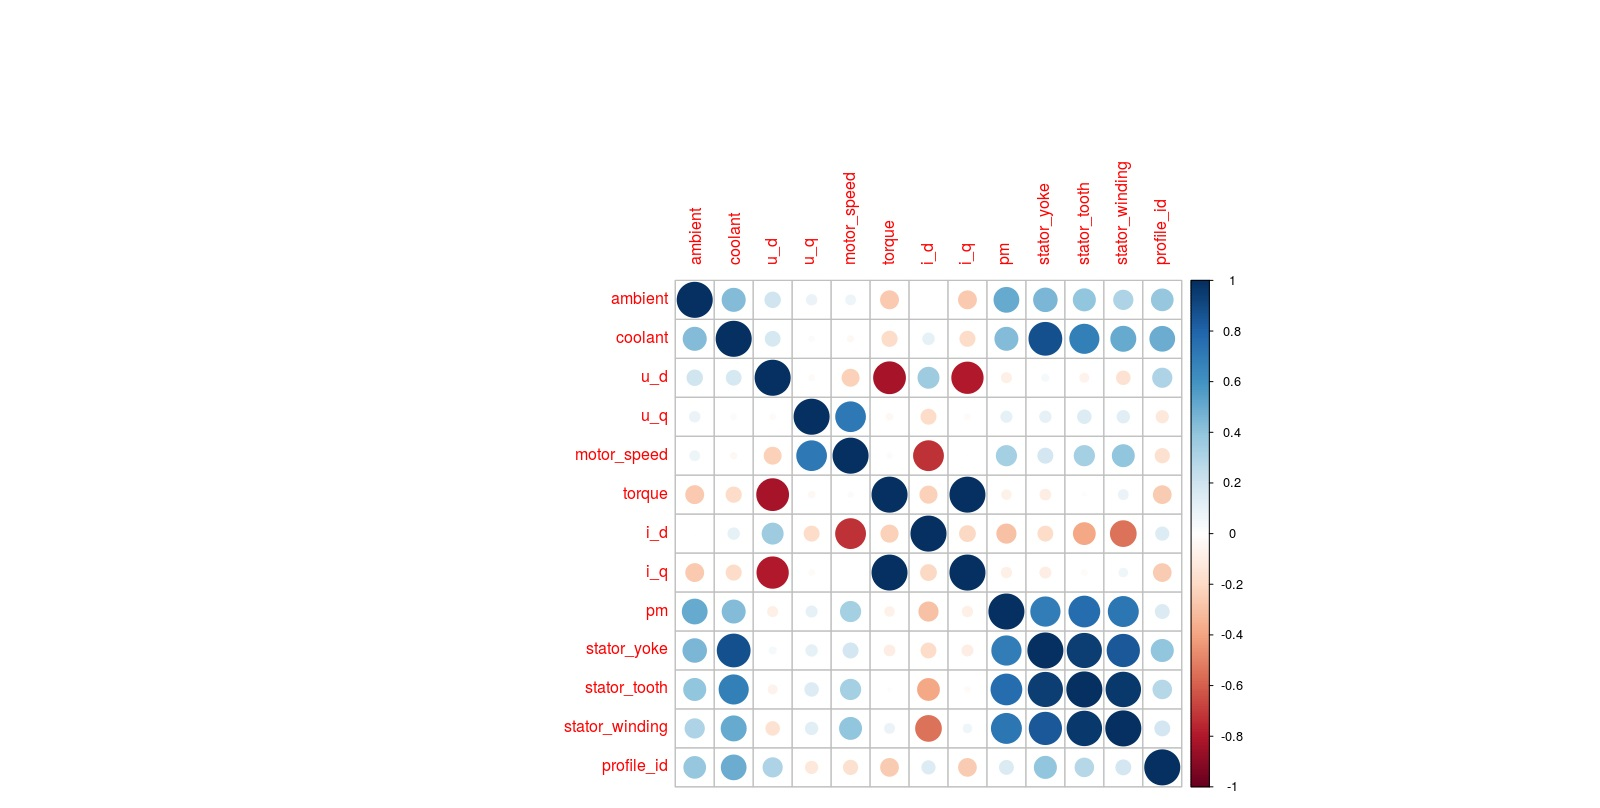 ambient
coolant
u_d
u_q
motor_speed
torque
i_d
i_q
pm
stator_yoke
stator_tooth
stator_winding
profile_id
ambient
coolant
u_d
u_q
motor_speed
torque
i_d
i_q
pm
stator_yoke
stator_tooth
stator_winding
profile_id
1
0.8
0.6
0.4
0.2
0
-0.2
-0.4
-0.6
-0.8
-1